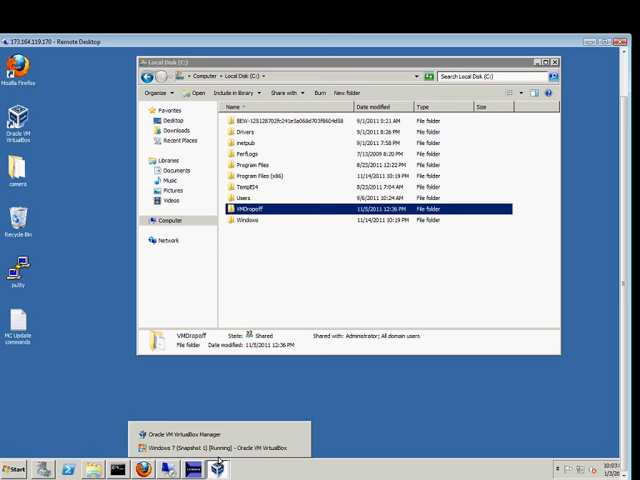 173.164.119.170 - Remote Desktop
Local Disk (C:)
Computer
Local Disk (C:)
Search Local Disk (C:)
Organize
Open
Include in library
Share with
Burn
New folder
Name
Date modified
Type
Size
Favorites
Desktop
Downloads
Recent Places
Libraries
Documents
Music
Pictures
Videos
Computer
Network
9/1/2011 5:21 AM File folder
Drivers 9/1/2011 8:26 PM File folder
inetpub 9/1/2011 7:58 PM File folder
PerfLogs 7/13/2009 8:20 PM File folder
Program Files 8/23/2011 12:22 PM File folder
Program Files (x86) 11/14/2011 10:19 PM File folder
8/23/2011 7:04 AM File folder
Users 9/6/2011 10:24 AM File folder
VMDropoff 11/5/2011 12:36 PM File folder
Windows 11/14/2011 10:19 PM File folder
VMDropoff State: Shared Shared with: Administrator; All domain users
File folder Date modified: 11/5/2011 12:36 PM
Mozilla Firefox
Oracle VM
VirtualBox
camera
Recycle Bin
putty
MC Update
commands
Oracle VM VirtualBox Manager
Windows 7 (Snapshot 1) [Running] - Oracle VM VirtualBox
Start